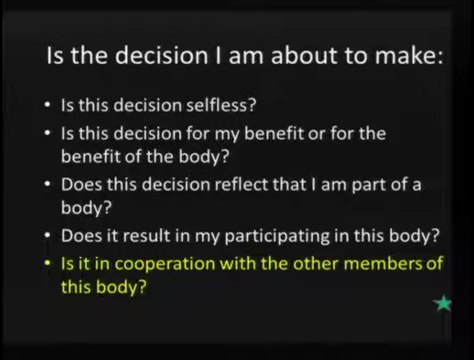 Is the decision I am about to make:
• Is this decision selfless?
• Is this decision for my benefit or for the
benefit of the body?
• Does this decision reflect that I am part of a
body?
• Does it result in my participating in this body?
• Is it in cooperation with the other members of
this body?